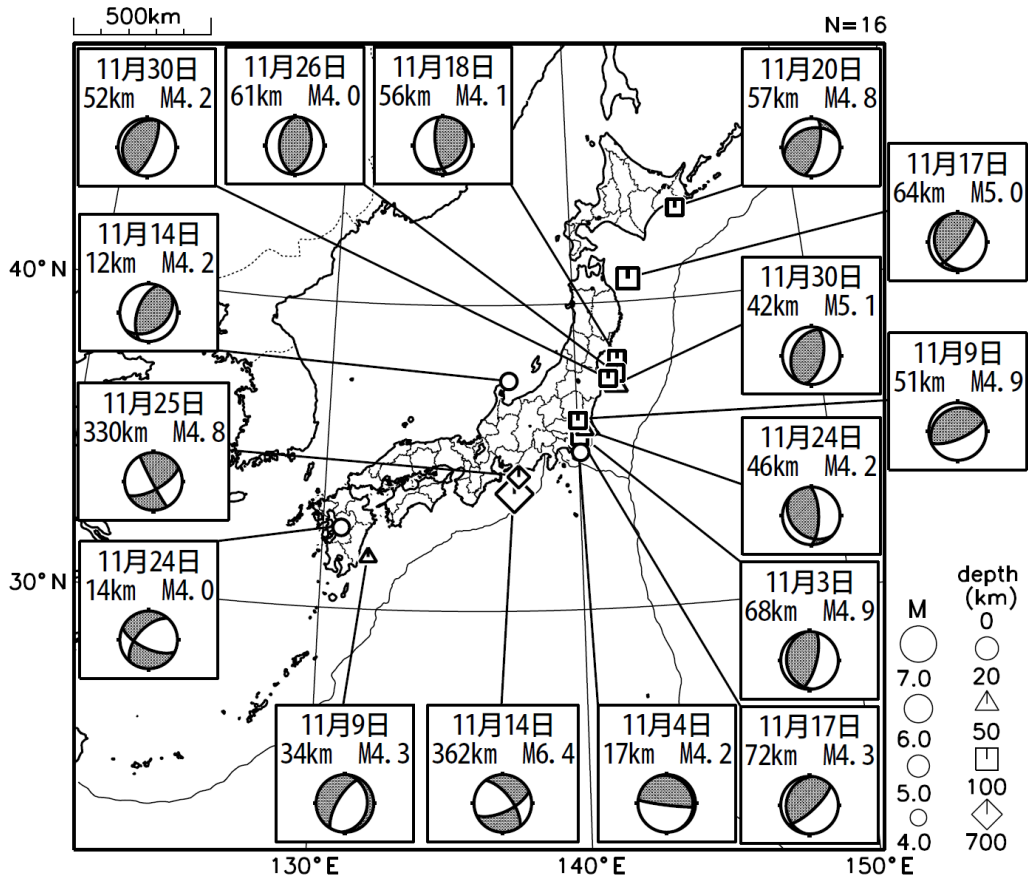 500km
N=16
11月30日
52km M4.2
11月26日
61km M4.0
11月18日
56km M4.1
11月20日
57km M4.8
11月17日
64km M5.0
11月14日
12km M4.2
40°N
11月30日
42km M5.1
11月9日
51km M4.9
11月25日
330km M4.8
11月24日
46km M4.2
11月24日
14km M4.0
30°N
11月3日
68km M4.9
11月9日
34km M4.3
11月14日
362km M6.4
11月4日
17km M4.2
11月17日
72km M4.3
M
7.0
6.0
5.0
4.0
depth
(km)
0
20
50
100
700
130°E
140°E
150°E